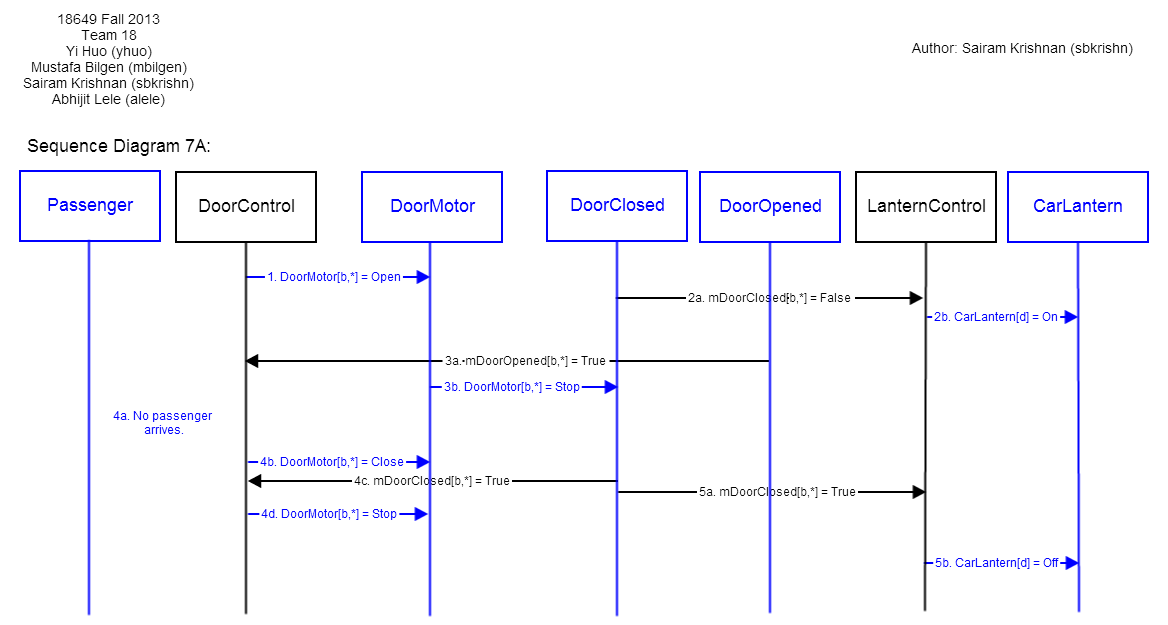 18649 Fall 2013
Team 18
Yi Huo (yhuo)
Mustafa Bilgen (mbilgen)
Sairam Krishnan (sbkrishn)
Abhijit Lele (alele)
Author: Sairam Krishnan (sbkrishn)
Sequence Diagram 7A:
Passenger
DoorControl
DoorMotor
DoorClosed
DoorOpened
LanternControl
CarLantern
1. DoorMotor[b,*] = Open
2a. mDoorClosed[b,*] = False
2b. CarLantern[d] = On
3a. mDoorOpened[b,*] = True
3b. DoorMotor[b,*] = Stop
4a. No passenger
arrives.
4b. DoorMotor[b,*] = Close
4c. mDoorClosed[b,*] = True
5a. mDoorClosed[b,*] = True
4d. DoorMotor[b,*] = Stop
5b. CarLantern[d] = Off